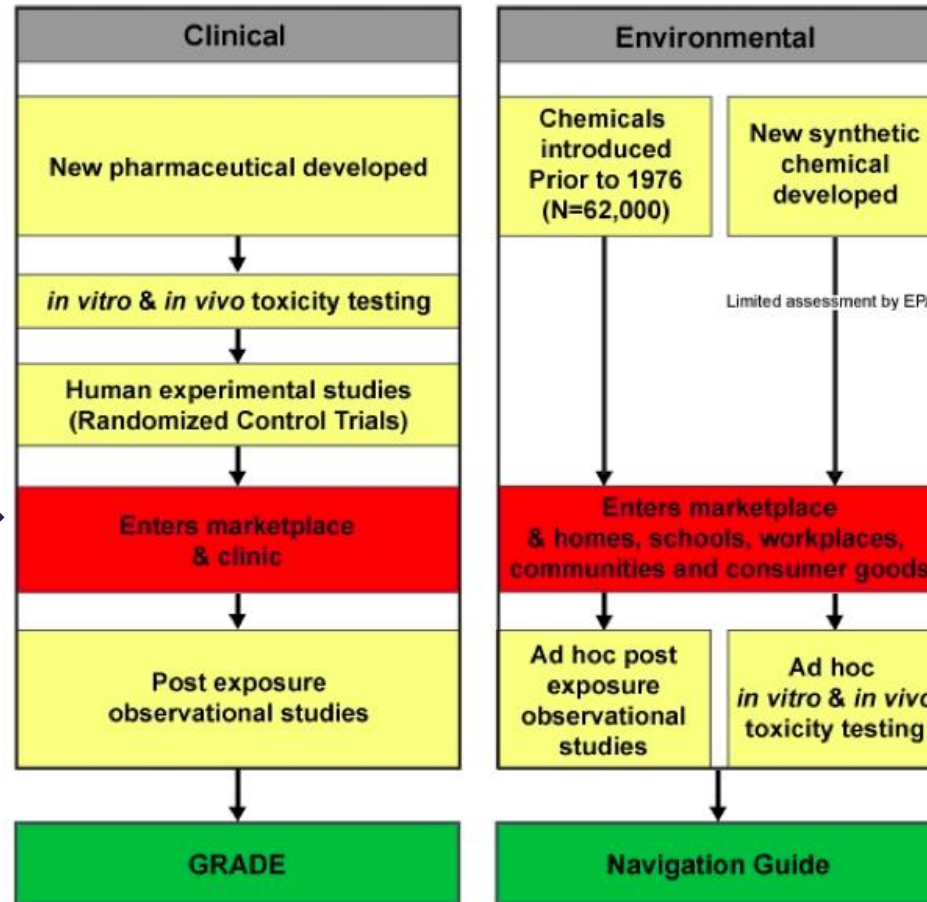 Clinical
New pharmaceutical developed
in vitro & in vivo toxicity testing
Human experimental studies
(Randomized Control Trials)
Enters marketplace
& clinic
Post exposure
observational studies
GRADE
Environmental
Chemicals
introduced
Prior to 1976
(N=62,000)
New synthetic
chemical
developed
Limited assessment by EPA
Enters marketplace
& homes, schools, workplaces,
communities and consumer goods
Ad hoc post
exposure
observational
studies
Ad hoc
in vitro & in vivo
toxicity testing
Navigation Guide